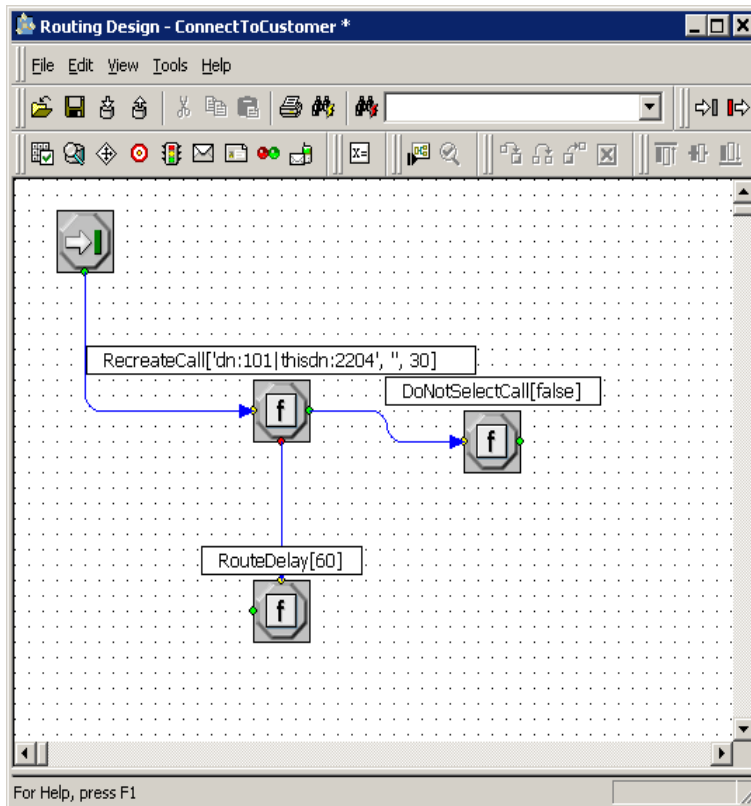 Routing Design - ConnectToCustomer *
File Edit View Tools Help
X=
RecreateCall['dn:101|thisdn:2204', '', 30]
f
DoNotSelectCall[false]
f
RouteDelay[60]
f
For Help, press F1